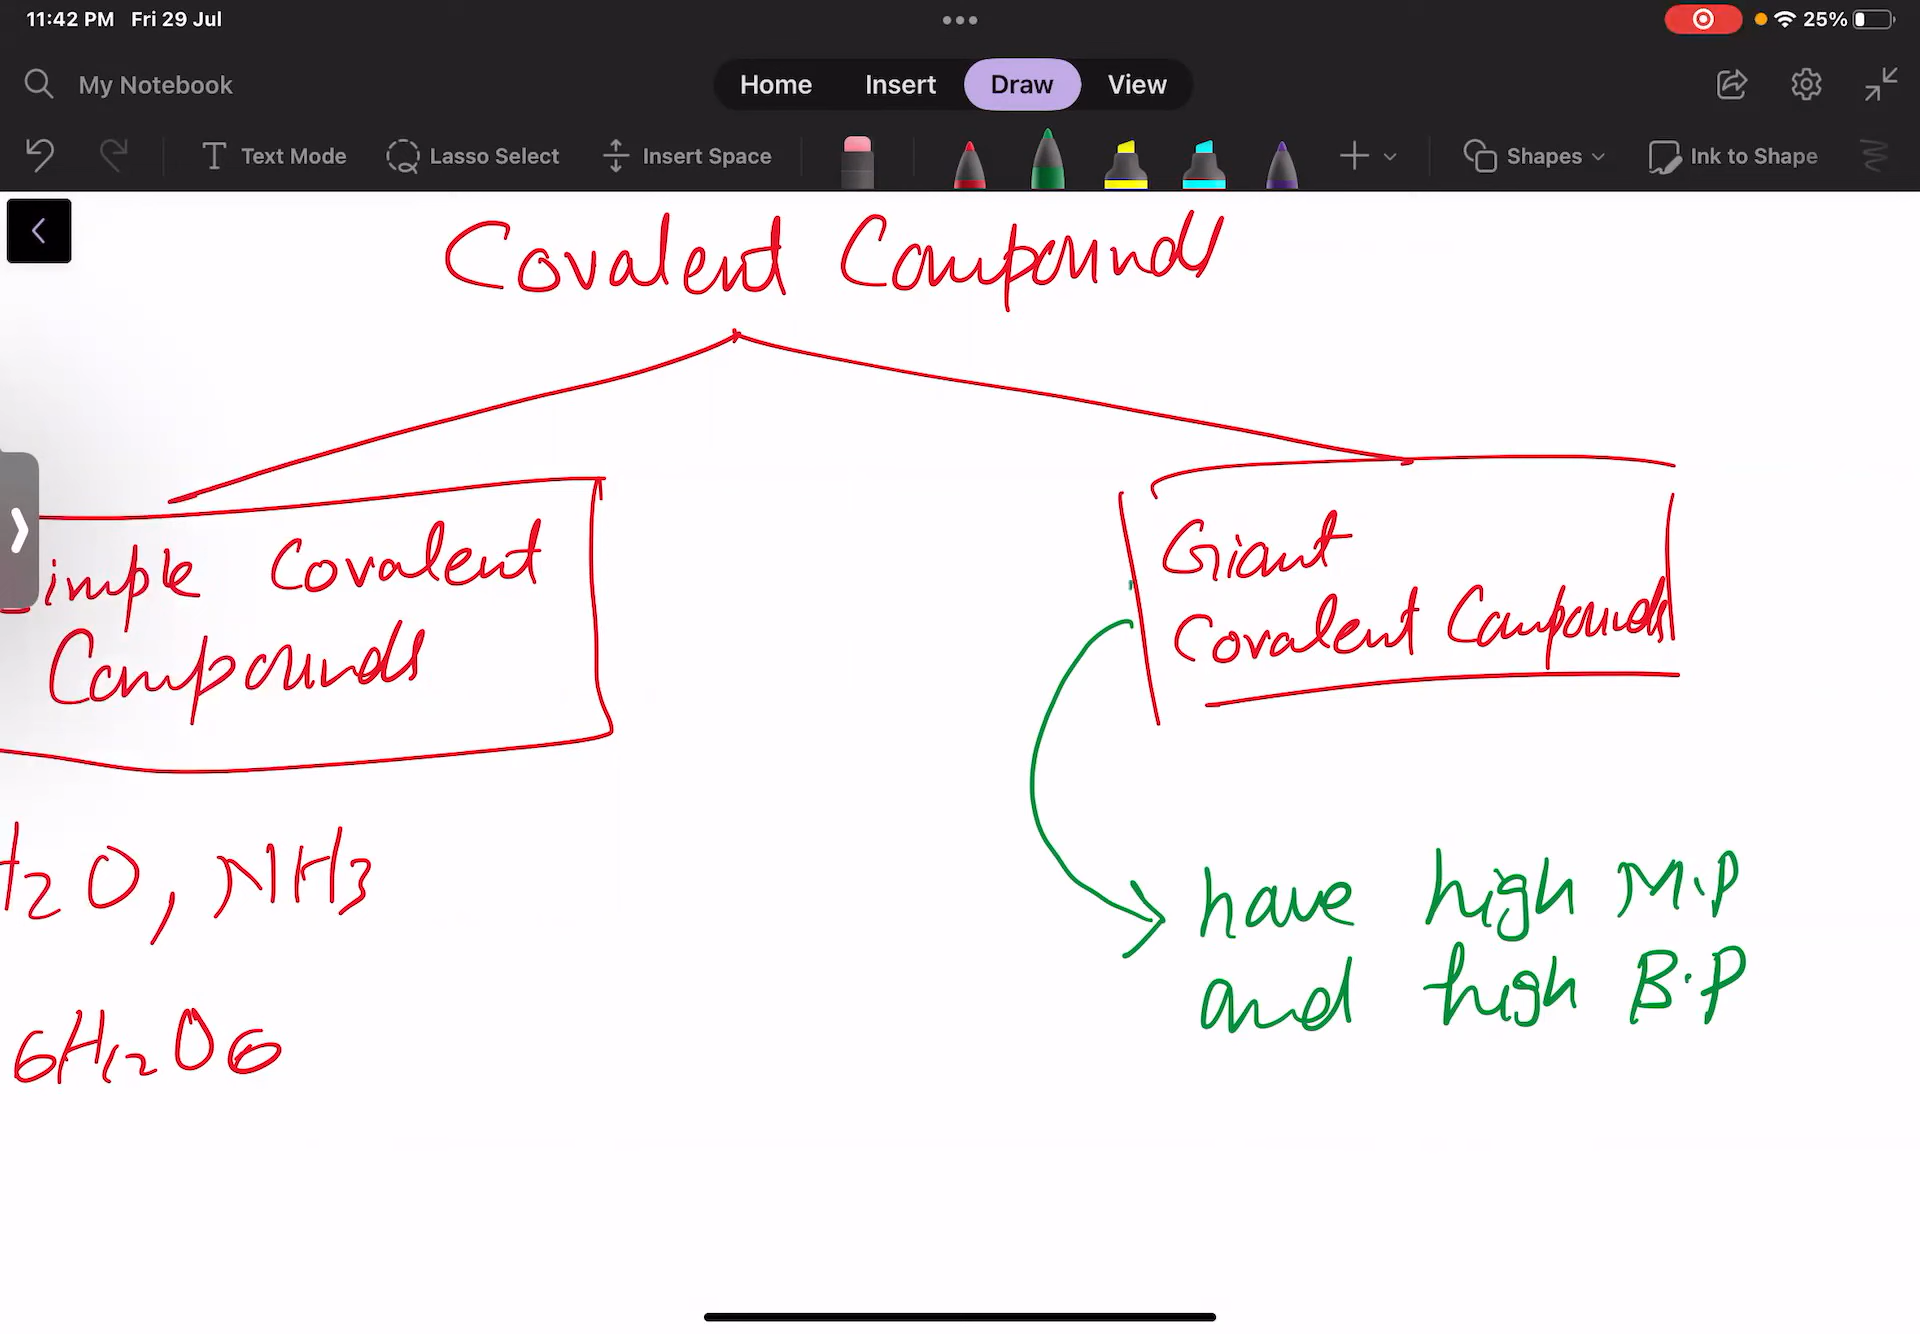 11:42 PM Fri 29 Jul
25%
My Notebook
Home Insert Draw View
Text Mode Lasso Select Insert Space Shapes Ink to Shape
Covalent Compounds
imple Covalent
Compounds
Giant
Covalent Compounds
H2O, NH3
6H12O6
have high M.P
and high B.P